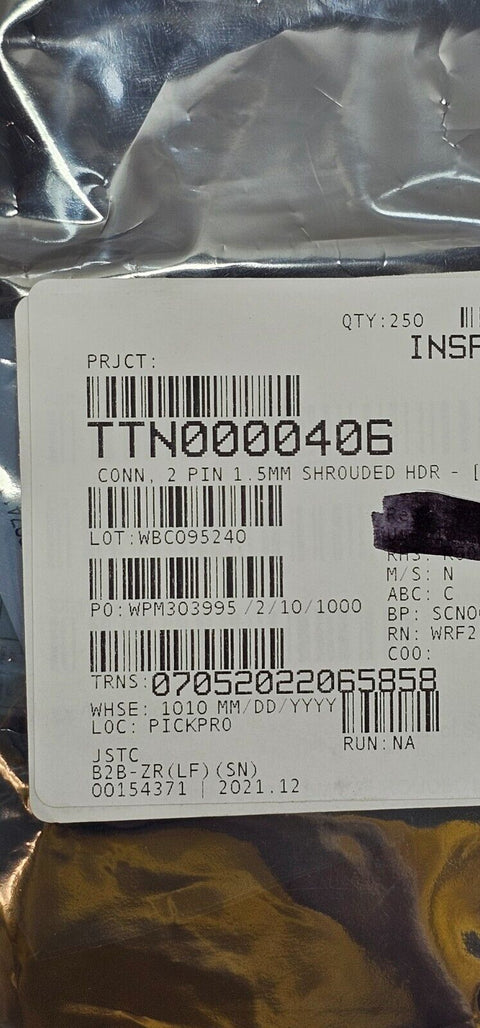 QTY:250
PRJCT:
TTN0000406
CONN, 2 PIN 1.5MM SHROUDED HDR - [
LOT:WBC095240
M/S: N
PO:WPM303995/2/10/1000
ABC: C
BP: SCNO
RN: WRF2
COO:
TRNS:07052022065858
WHSE: 1010 MM/DD/YYYY
LOC: PICKPRO
RUN:NA
JSTC
B2B-ZR(LF)(SN)
00154371 | 2021.12